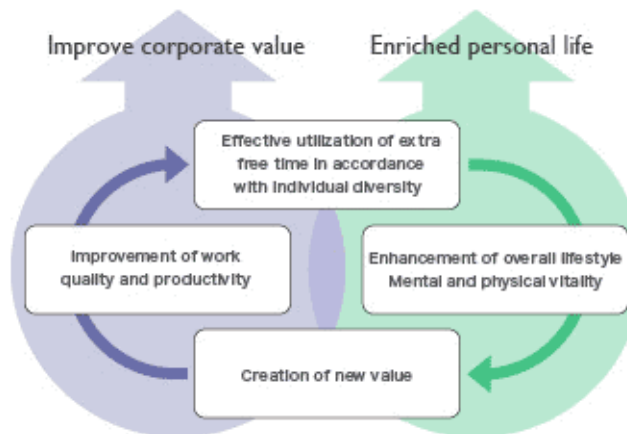 Improve corporate value
Enriched personal life
Effective utilization of extra
free time in accordance
with individual diversity
Improvement of work
quality and productivity
Enhancement of overall lifestyle
Mental and physical vitality
Creation of new value